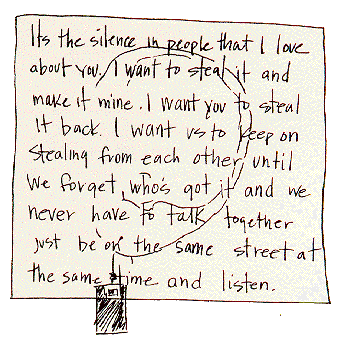 Its the silence in people that I love
about you. I want to steal it and
make it mine. I want you to steal
it back. I want us to keep on
stealing from each other until
we forget who's got it and we
never have to talk together
just be on the same street at
the same time and listen.